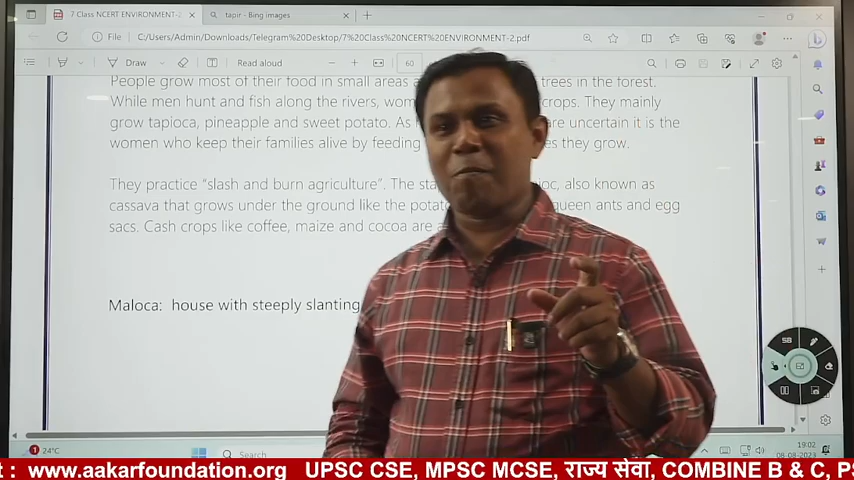 7 Class NCERT ENVIRONMENT-2
tapir - Bing images
File C:/Users/Admin/Downloads/Telegram%20Desktop/7%20Class%20NCERT%20ENVIRONMENT-2.pdf
Draw Read aloud 60
People grow most of their food in small areas trees in the forest.
While men hunt and fish along the rivers, crops. They mainly
grow tapioca, pineapple and sweet potato. As are uncertain it is the
women who keep their families alive by feeding they grow.
They practice “slash and burn agriculture”. The also known as
cassava that grows under the ground like the queen ants and egg
sacs. Cash crops like coffee, maize and cocoa are
Maloca: house with steeply slanting
SB
1 24°C
Search
19:02
08-08-2023
: www.aakarfoundation.org UPSC CSE, MPSC MCSE, राज्य सेवा, COMBINE B & C,